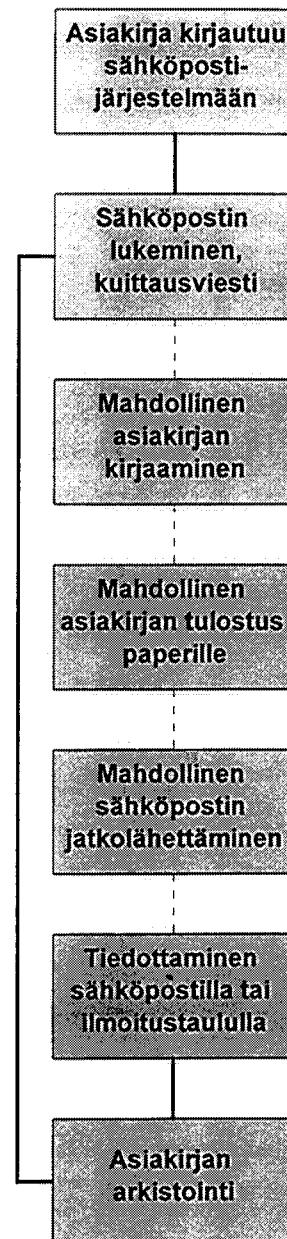 Asiakirja kirjautuu
sähköposti-
järjestelmään
Sähköpostin
lukeminen,
kuittausviesti
Mahdollinen
asiakirjan
kirjaaminen
Mahdollinen
asiakirjan tulostus
paperille
Mahdollinen
sähköpostin
jatkolähettäminen
Tiedottaminen
sähköpostilla tai
ilmoitustaululla
Asiakirjan
arkistointi